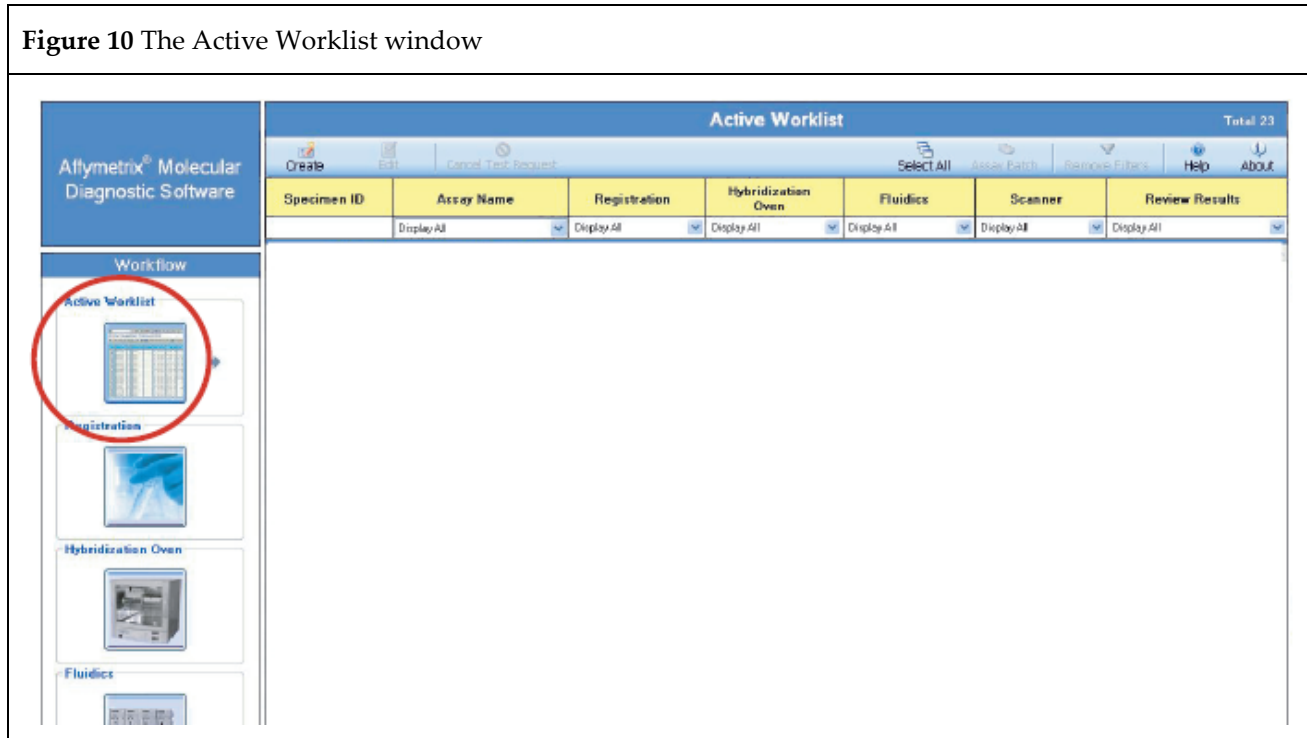 Figure 10 The Active Worklist window
Affymetrix® Molecular
Diagnostic Software
Active Worklist
Total 23
Create Edit Cancel Test Request Select All Assay Batch Remove Filters Help About
Specimen ID Assay Name Registration Hybridization Oven Fluidics Scanner Review Results
Display All Display All Display All Display All Display All Display All
Workflow
Active Worklist
Registration
Hybridization Oven
Fluidics